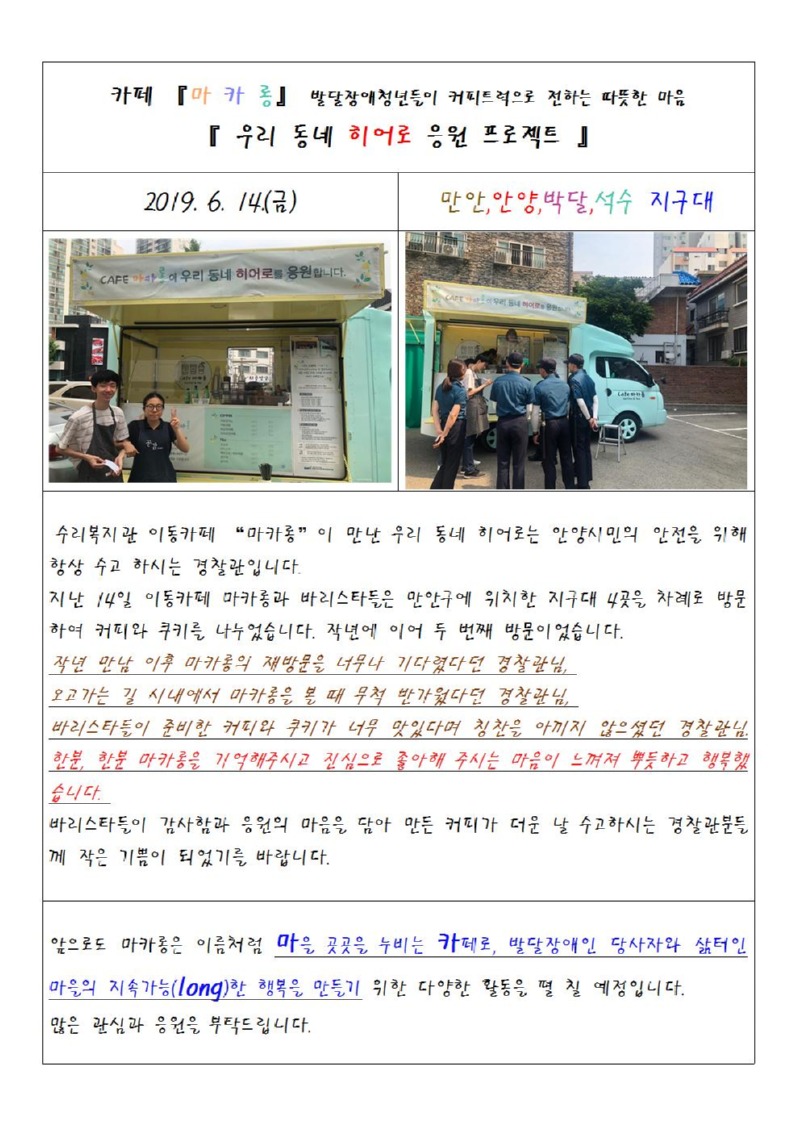 카페 『마 카 롱』 발달장애청년들이 커피트럭으로 전하는 따뜻한 마음
『 우리 동네 히어로 응원 프로젝트 』
2019. 6. 14.(금)
만안,안양,박달,석수 지구대
CAFE 마카롱이 우리 동네 히어로를 응원합니다.
CAFE 마카롱이 우리 동네 히어로를 응원합니다.
Cafe 마카롱
수리복지관 이동카페 “마카롱”이 만난 우리 동네 히어로는 안양시민의 안전을 위해
항상 수고 하시는 경찰관입니다.
지난 14일 이동카페 마카롱과 바리스타들은 만안구에 위치한 지구대 4곳을 차례로 방문
하여 커피와 쿠키를 나누었습니다. 작년에 이어 두 번째 방문이었습니다.
작년 만남 이후 마카롱의 재방문을 너무나 기다렸다던 경찰관님,
오고가는 길 시내에서 마카롱을 볼 때 무척 반가웠다던 경찰관님,
바리스타들이 준비한 커피와 쿠키가 너무 맛있다며 칭찬을 아끼지 않으셨던 경찰관님.
한분, 한분 마카롱을 기억해주시고 진심으로 좋아해 주시는 마음이 느껴져 뿌듯하고 행복했
습니다.
바리스타들이 감사함과 응원의 마음을 담아 만든 커피가 더운 날 수고하시는 경찰관분들
께 작은 기쁨이 되었기를 바랍니다.
앞으로도 마카롱은 이름처럼 마을 곳곳을 누비는 카페로, 발달장애인 당사자와 삶터인
마을의 지속가능(long)한 행복을 만들기 위한 다양한 활동을 펼 칠 예정입니다.
많은 관심과 응원을 부탁드립니다.